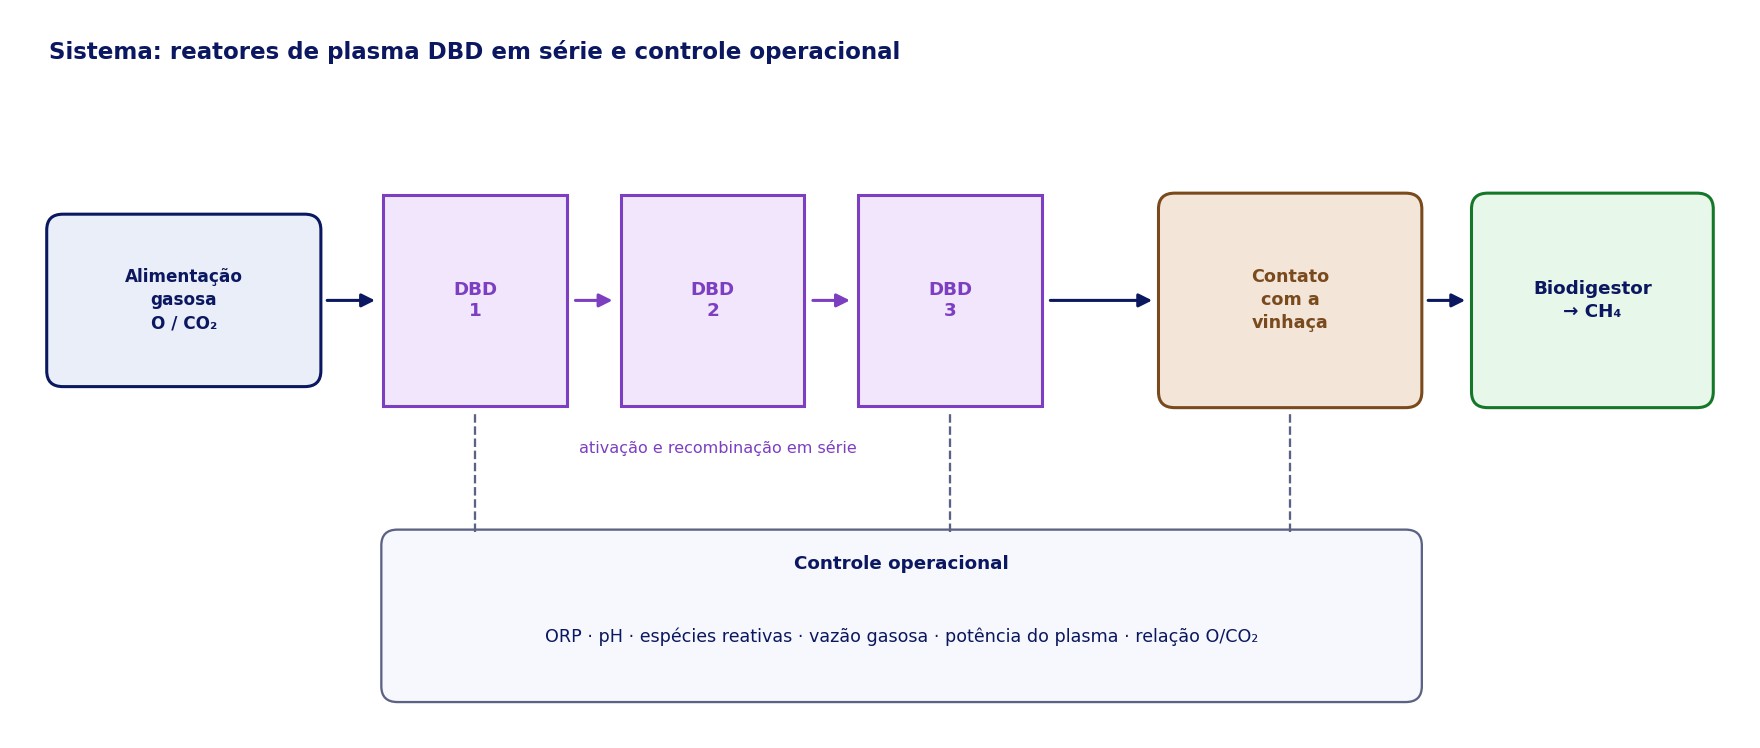 Sistema: reatores de plasma DBD em série e controle operacional
Alimentação
gasosa
O / CO₂
DBD
1
DBD
2
DBD
3
Contato
com a
vinhaça
Biodigestor
→ CH₄
ativação e recombinação em série
Controle operacional
ORP · pH · espécies reativas · vazão gasosa · potência do plasma · relação O/CO₂